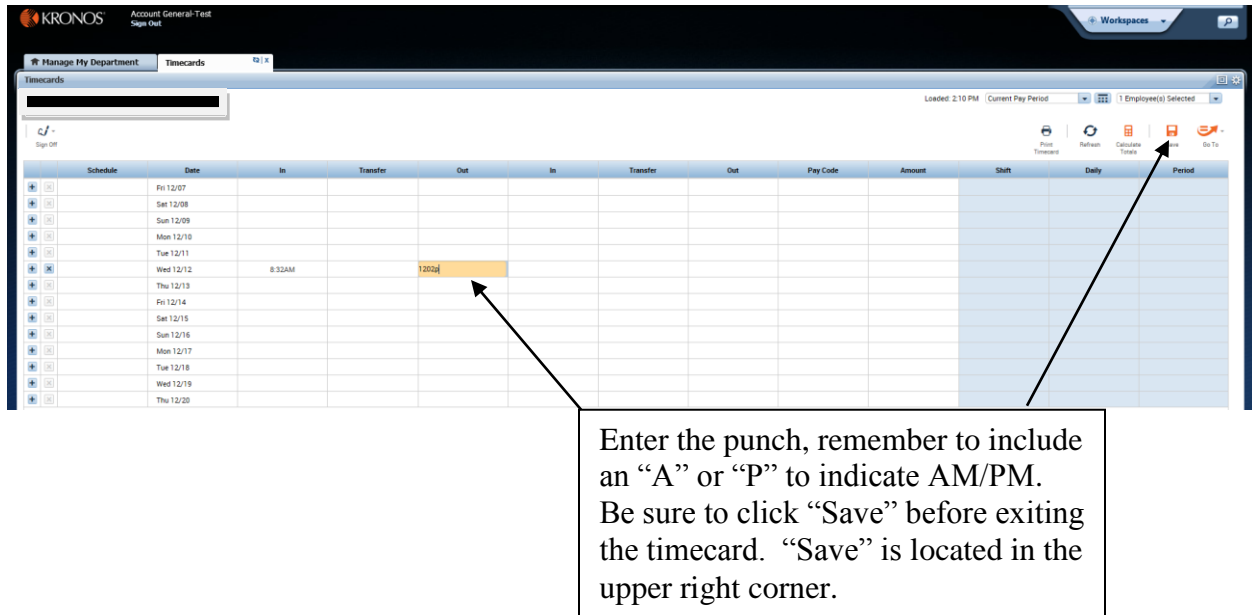 KRONOS Account General-Test
Sign Out
Workspaces
Manage My Department Timecards
Timecards
Loaded: 2:10 PM Current Pay Period 1 Employee(s) Selected
Sign Off
Print Timecard Refresh Calculate Totals Go To
Schedule Date In Transfer Out In Transfer Out Pay Code Amount Shift Daily Period
Fri 12/07
Sat 12/08
Sun 12/09
Mon 12/10
Tue 12/11
Wed 12/12 8:32AM 1202p
Thu 12/13
Fri 12/14
Sat 12/15
Sun 12/16
Mon 12/17
Tue 12/18
Wed 12/19
Thu 12/20
Enter the punch, remember to include
an “A” or “P” to indicate AM/PM.
Be sure to click “Save” before exiting
the timecard. “Save” is located in the
upper right corner.